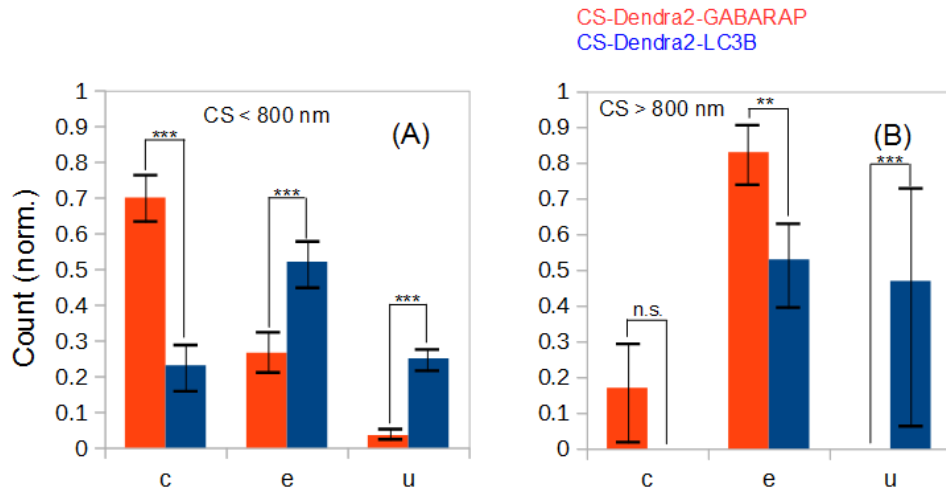 CS-Dendra2-GABARAP
CS-Dendra2-LC3B
Count (norm.)
1
0.9
0.8
0.7
0.6
0.5
0.4
0.3
0.2
0.1
0
CS < 800 nm
(A)
***
***
***
c e u
1
0.9
0.8
0.7
0.6
0.5
0.4
0.3
0.2
0.1
0
CS > 800 nm
(B)
**
***
n.s.
c e u